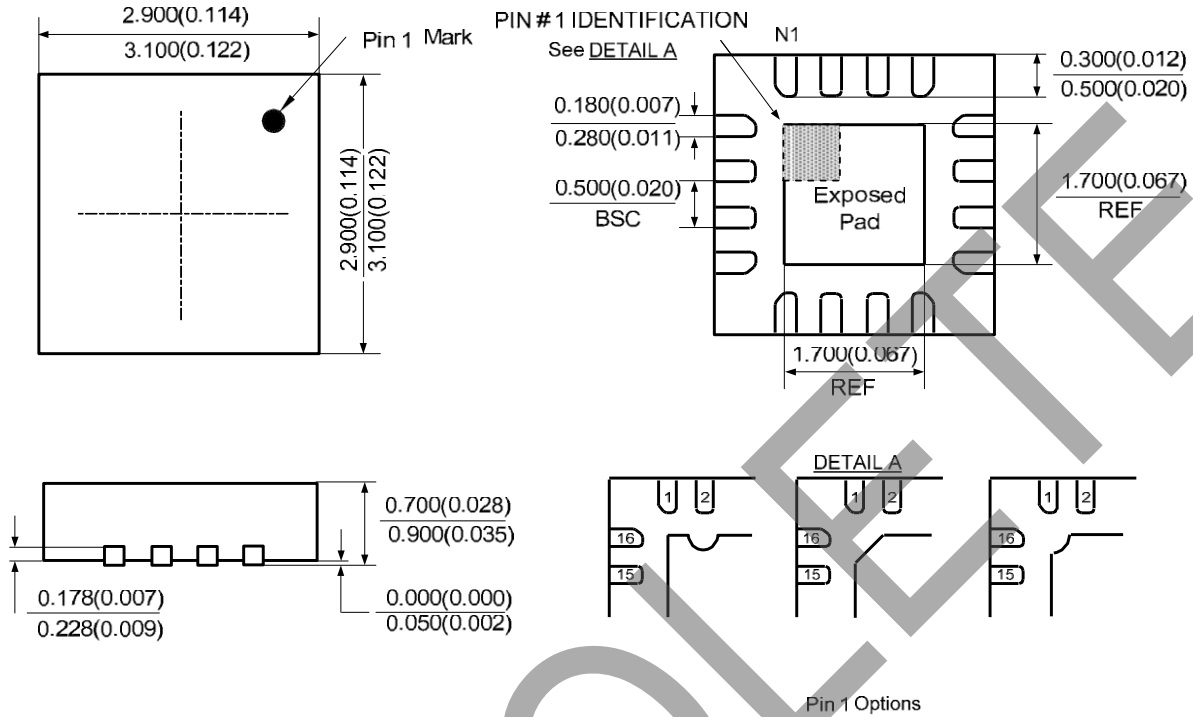 2.900(0.114)
3.100(0.122)
Pin 1 Mark
2.900(0.114)
3.100(0.122)
PIN # 1 IDENTIFICATION
See DETAIL A
N1
0.300(0.012)
0.500(0.020)
0.180(0.007)
0.280(0.011)
0.500(0.020)
BSC
Exposed
Pad
1.700(0.067)
REF
1.700(0.067)
REF
0.700(0.028)
0.900(0.035)
0.178(0.007)
0.228(0.009)
0.000(0.000)
0.050(0.002)
DETAIL A
1 2
16
15
1 2
16
15
1 2
16
15
Pin 1 Options
OLETE